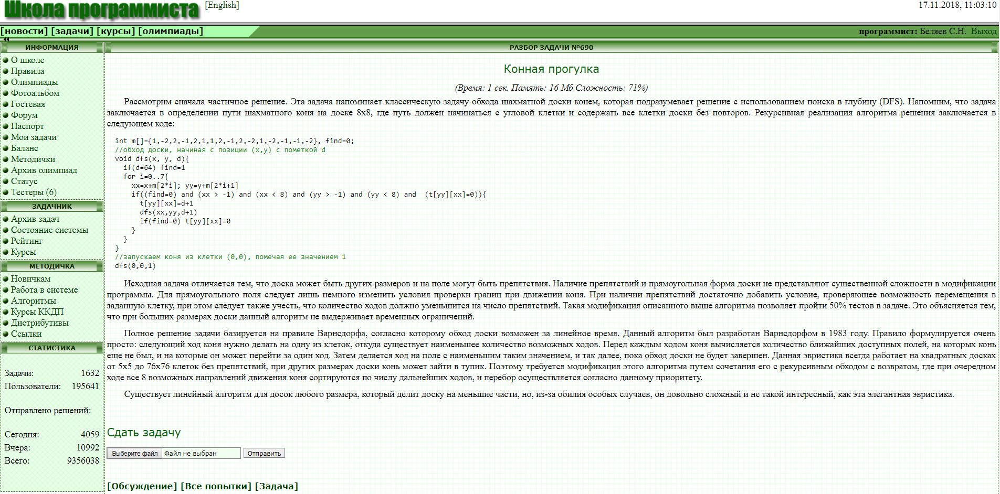 Школа программиста
[English]
17.11.2018, 11:03:10
[новости] [задачи] [курсы] [олимпиады]
программист: Беляев С.Н. Выход
ИНФОРМАЦИЯ
О школе
Правила
Олимпиады
Фотоальбом
Гостевая
Форум
Паспорт
Мои задачи
Баланс
Методички
Архив олимпиад
Статус
Тестеры (6)
ЗАДАЧНИК
Архив задач
Состояние системы
Рейтинг
Курсы
МЕТОДИЧКА
Новичкам
Работа в системе
Алгоритмы
Курсы ККДП
Дистрибутивы
Ссылки
СТАТИСТИКА
Задачи: 1632
Пользователи: 195641
Отправлено решений:
Сегодня: 4059
Вчера: 10992
Всего: 9356038
РАЗБОР ЗАДАЧИ №690
Конная прогулка
(Время: 1 сек. Память: 16 Мб Сложность: 71%)
Рассмотрим сначала частичное решение. Эта задача напоминает классическую задачу обхода шахматной доски конем, которая подразумевает решение с использованием поиска в глубину (DFS). Напомним, что задача
заключается в определении пути шахматного коня на доске 8x8, где путь должен начинаться с угловой клетки и содержать все клетки доски без повторов. Рекурсивная реализация алгоритма решения заключается в
следующем коде:
int m[]={1,-2,2,-1,2,1,1,2,-1,2,-2,1,-2,-1,-1,-2}, find=0;
//обход доски, начиная с позиции (x,y) с пометкой d
void dfs(x, y, d){
if(d=64) find=1
for i=0..7{
xx=x+m[2*i]; yy=y+m[2*i+1]
if((find=0) and (xx > -1) and (xx < 8) and (yy > -1) and (yy < 8) and  (t[yy][xx]=0)){
t[yy][xx]=d+1
dfs(xx,yy,d+1)
if(find=0) t[yy][xx]=0
}
}
}
//запускаем коня из клетки (0,0), помечая ее значением 1
dfs(0,0,1)
Исходная задача отличается тем, что доска может быть других размеров и на поле могут быть препятствия. Наличие препятствий и прямоугольная форма доски не представляют существенной сложности в модификации
программы. Для прямоугольного поля следует лишь немного изменить условия проверки границ при движении коня. При наличии препятствий достаточно добавить условие, проверяющее возможность перемещения в
заданную клетку, при этом следует также учесть, что количество ходов должно уменьшится на число препятствий. Такая модификация описанного выше алгоритма позволяет пройти 50% тестов в задаче. Это объясняется тем,
что при больших размерах доски данный алгоритм не выдерживает временных ограничений.
Полное решение задачи базируется на правиле Варнсдорфа, согласно которому обход доски возможен за линейное время. Данный алгоритм был разработан Варнсдорфом в 1983 году. Правило формулируется очень
просто: следующий ход коня нужно делать на одну из клеток, откуда существует наименьшее количество возможных ходов. Перед каждым ходом коня вычисляется количество ближайших доступных полей, на которых конь
еще не был, и на которые он может перейти за один ход. Затем делается ход на поле с наименьшим таким значением, и так далее, пока обход доски не будет завершен. Данная эвристика всегда работает на квадратных досках
от 5x5 до 76x76 клеток без препятствий, при других размерах доски конь может зайти в тупик. Поэтому требуется модификация этого алгоритма путем сочетания его с рекурсивным обходом с возвратом, где при очередном
ходе все 8 возможных направлений движения коня сортируются по числу дальнейших ходов, и перебор осуществляется согласно данному приоритету.
Существует линейный алгоритм для досок любого размера, который делит доску на меньшие части, но, из-за обилия особых случаев, он довольно сложный и не такой интересный, как эта элегантная эвристика.
Сдать задачу
Выберите файл Файл не выбран Отправить
[Обсуждение] [Все попытки] [Задача]